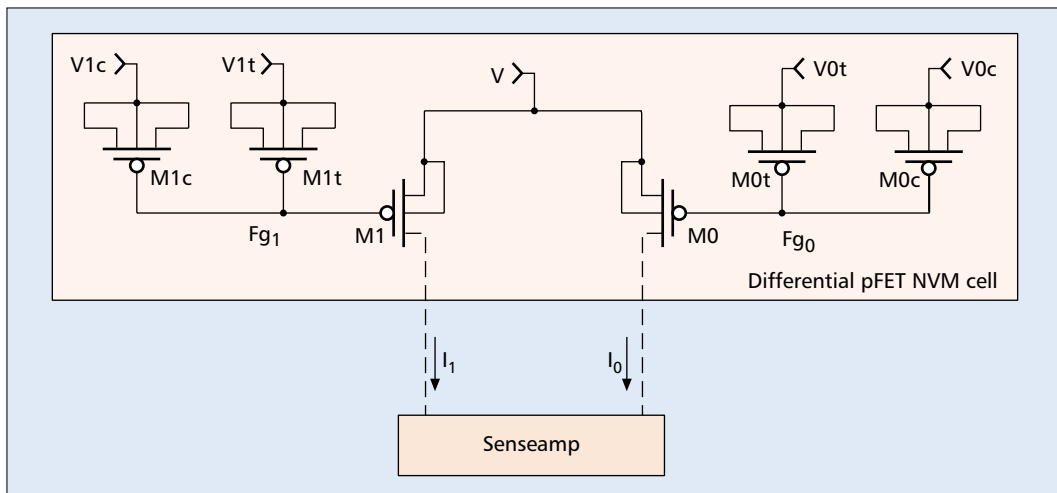 V1c
V1t
V
V0t
V0c
M1c
M1t
M0t
M0c
Fg₁
M1
M0
Fg₀
Differential pFET NVM cell
I₁
I₀
Senseamp